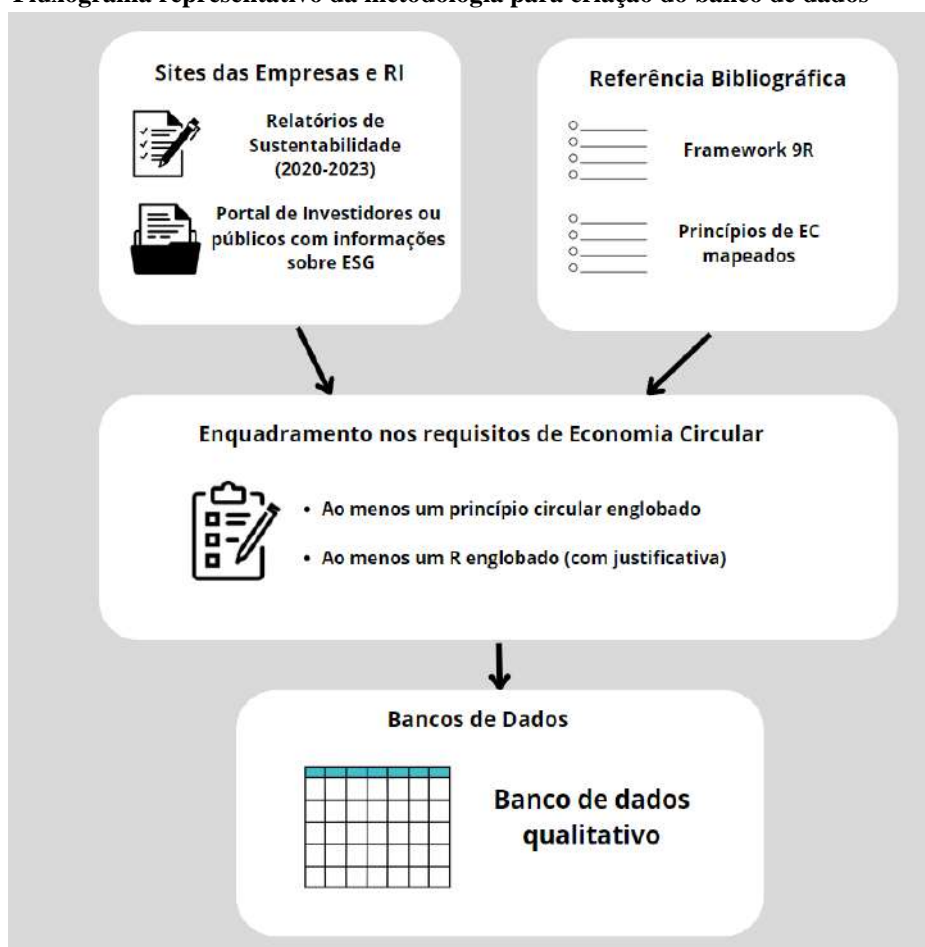 Fluxograma representativo da metodologia para criação do banco de dados
Sites das Empresas e RI
Relatórios de
Sustentabilidade
(2020-2023)
Portal de Investidores ou
públicos com informações
sobre ESG
Referência Bibliográfica
Framework 9R
Princípios de EC
mapeados
Enquadramento nos requisitos de Economia Circular
• Ao menos um princípio circular englobado
• Ao menos um R englobado (com justificativa)
Bancos de Dados
Banco de dados
qualitativo